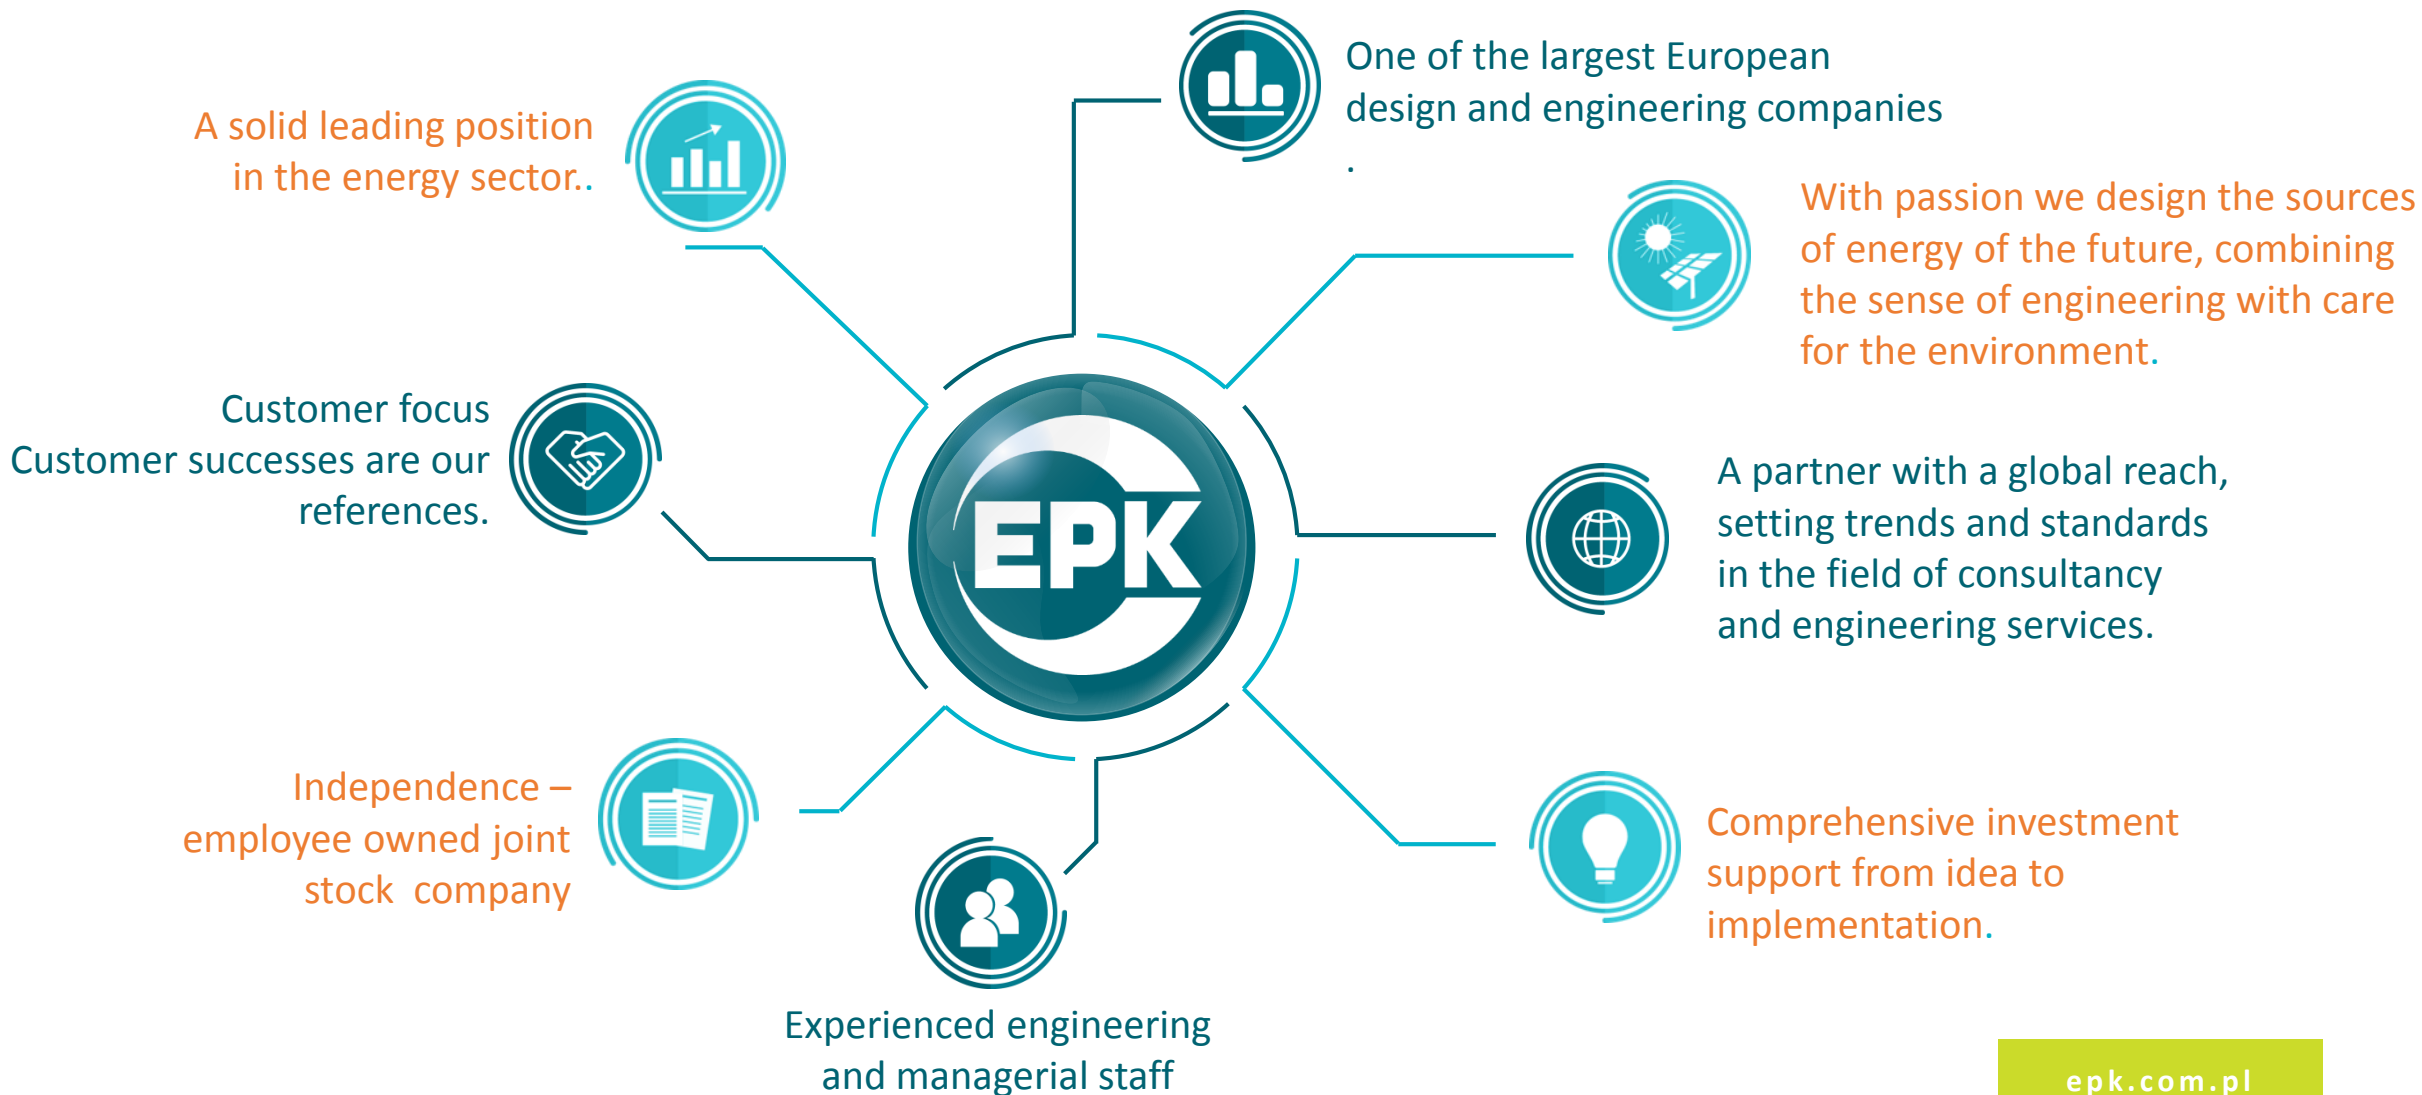 One of the largest European
design and engineering companies
.
A solid leading position
in the energy sector..
With passion we design the sources
of energy of the future, combining
the sense of engineering with care
for the environment.
Customer focus
Customer successes are our
references.
EPK
A partner with a global reach,
setting trends and standards
in the field of consultancy
and engineering services.
Independence –
employee owned joint
stock  company
Comprehensive investment
support from idea to
implementation.
Experienced engineering
and managerial staff
epk.com.pl